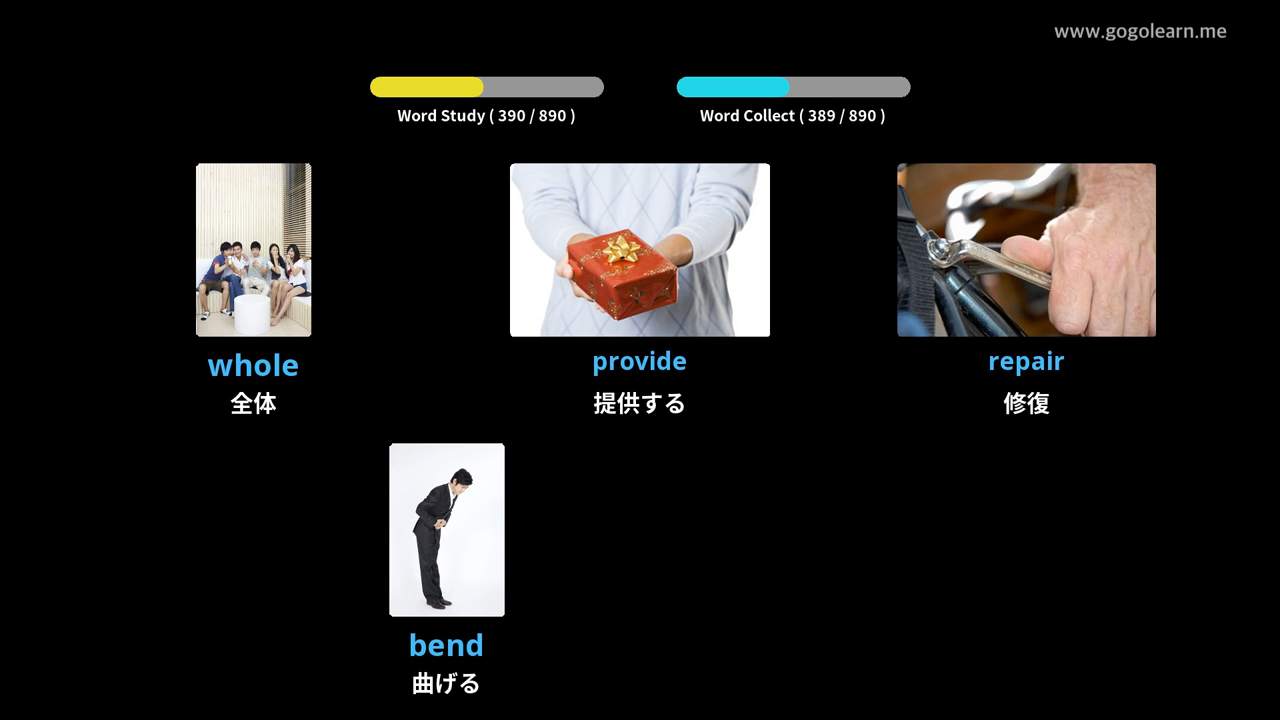 www.gogolearn.me
Word Study ( 390 / 890 )
Word Collect ( 389 / 890 )
whole
provide
repair
全体
提供する
修復
bend
曲げる